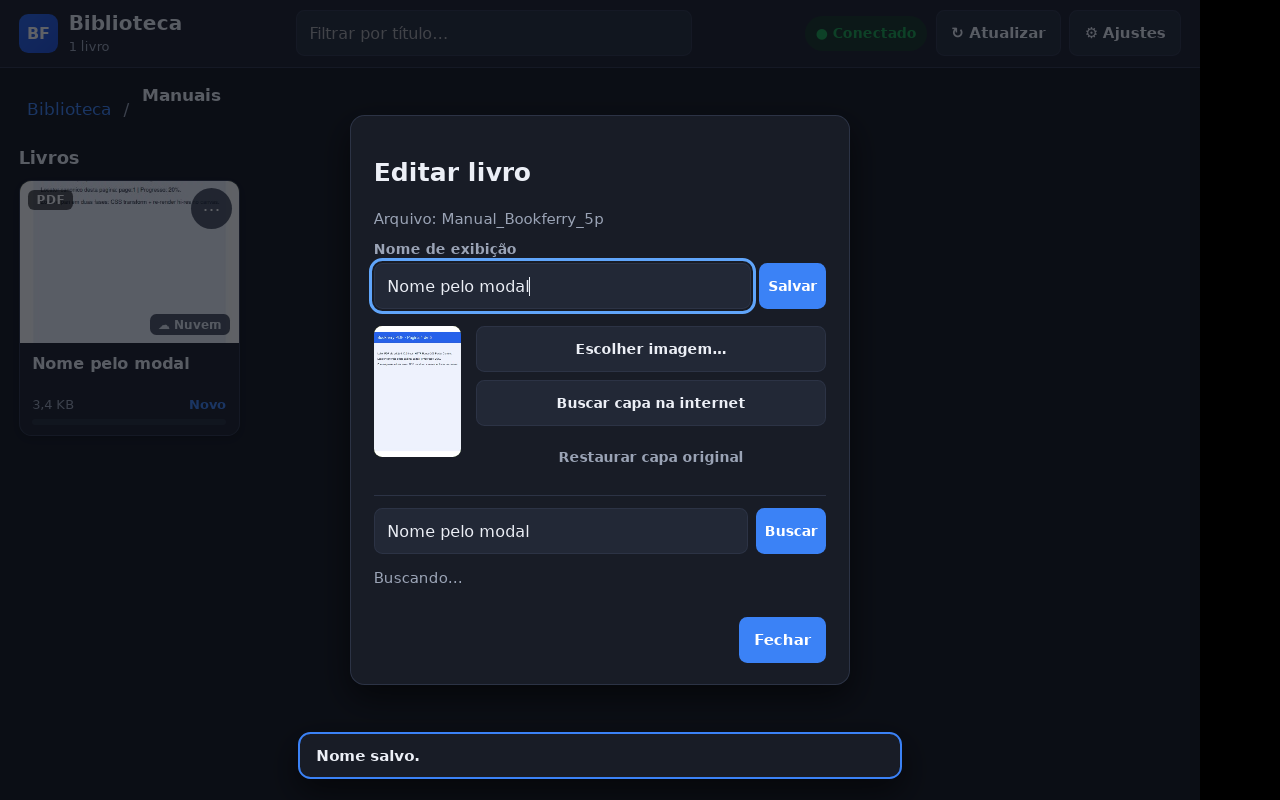 BF
Biblioteca
1 livro
Filtrar por título…
● Conectado
↻ Atualizar
⚙ Ajustes
Biblioteca / Manuais
Livros
PDF
…
☁ Nuvem
Nome pelo modal
3,4 KB
Novo
Editar livro
Arquivo: Manual_Bookferry_5p
Nome de exibição
Nome pelo modal
Salvar
Escolher imagem…
Buscar capa na internet
Restaurar capa original
Nome pelo modal
Buscar
Buscando…
Fechar
Nome salvo.